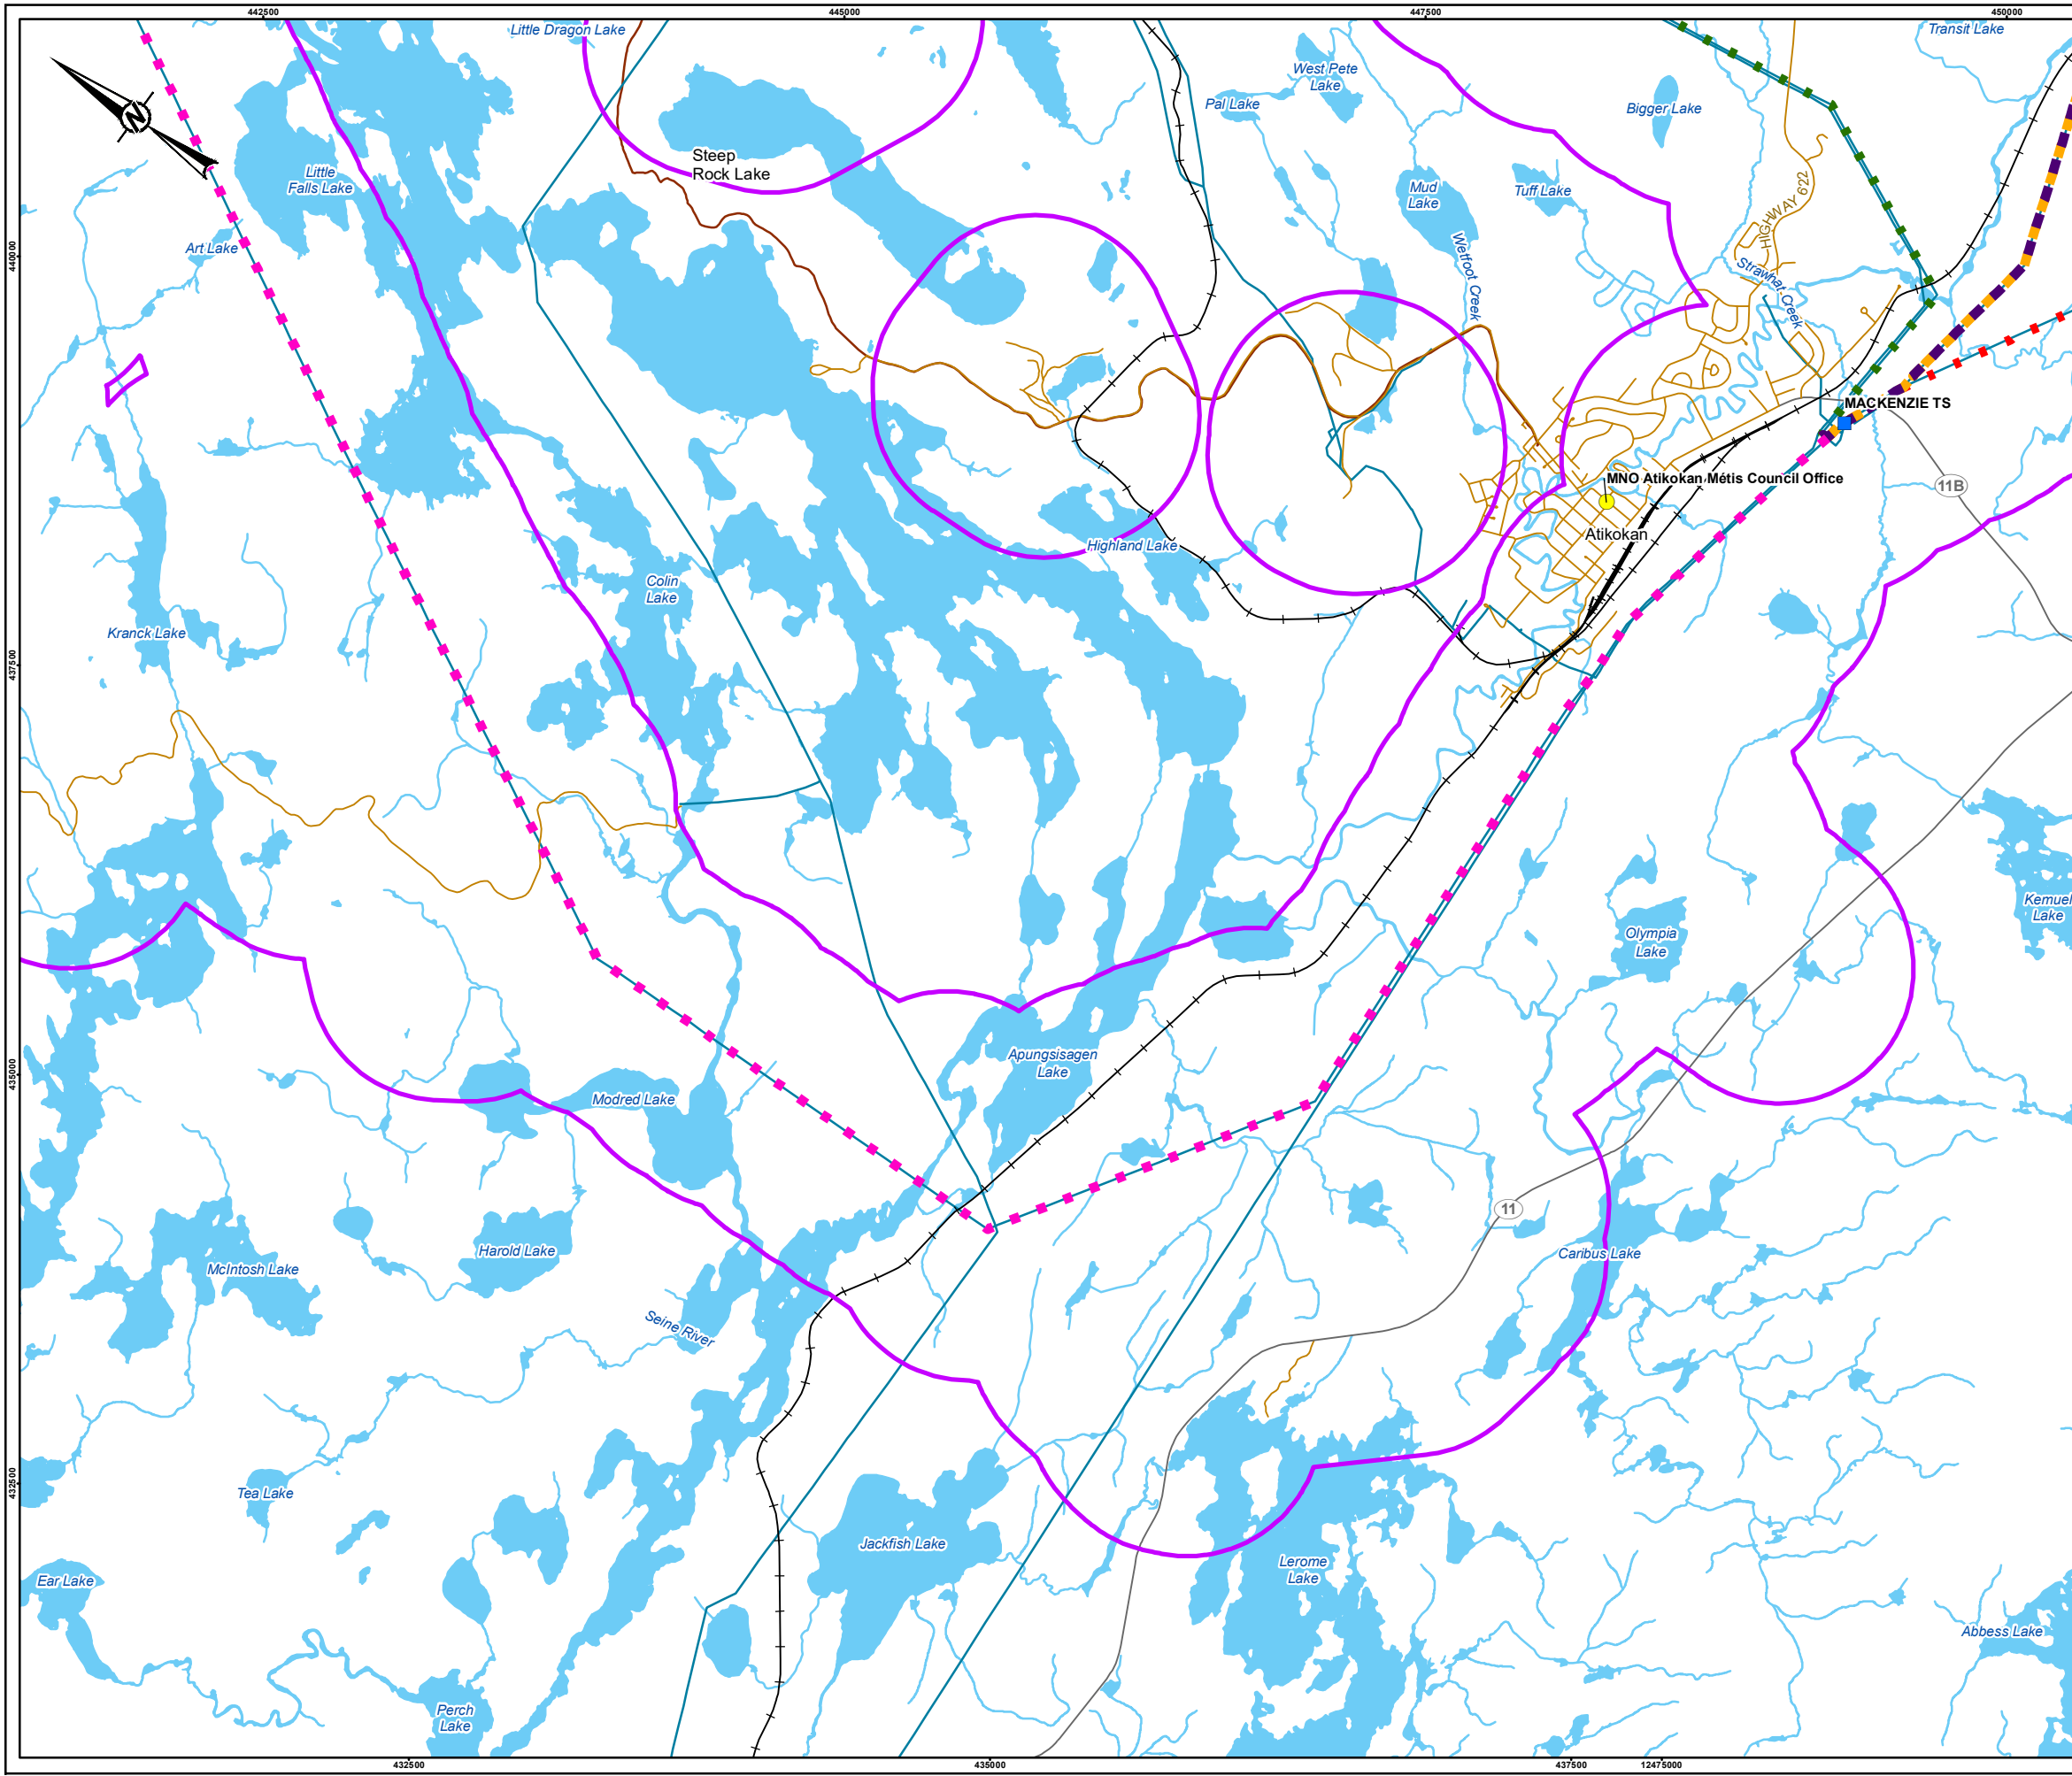 442500
445000
447500
450000
Little Dragon Lake
Transit Lake
West Pete
Lake
Pal Lake
Bigger Lake
N
Steep
Rock Lake
Little
Falls Lake
Mud
Lake
Tuff Lake
HIGHWAY 622
Art Lake
440100
Wetfoot Creek
Strawhat Creek
MACKENZIE TS
MNO Atikokan Métis Council Office
11B
Atikokan
Highland Lake
Colin
Lake
Kranck Lake
437500
Kemuel
Lake
Olympia
Lake
Apungsisagen
Lake
435000
Modred Lake
11
Harold Lake
Caribus Lake
McIntosh Lake
Seine River
432500
Tea Lake
Jackfish Lake
Lerome
Lake
Ear Lake
Abbess Lake
Perch
Lake
432500
435000
437500
12475000